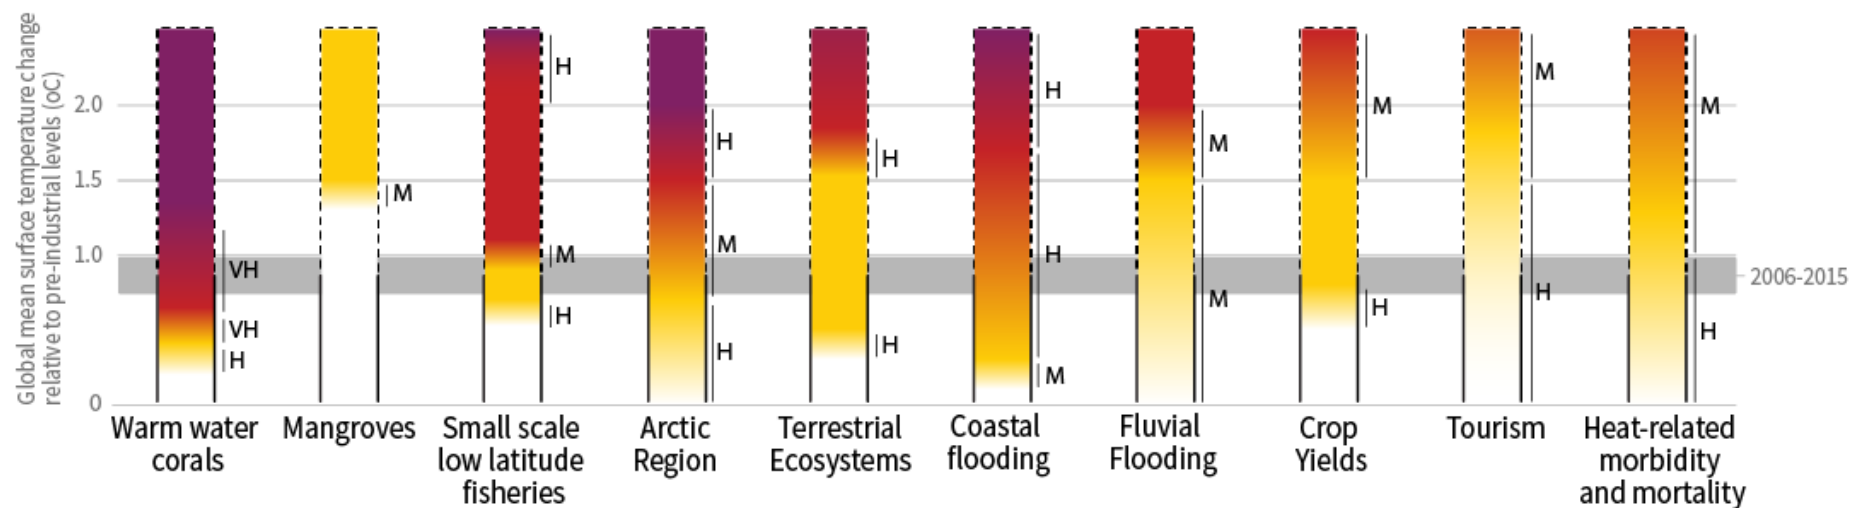 Global mean surface temperature change
relative to pre-industrial levels (oC)
2.0
1.5
1.0
0
VH
VH
H
M
H
M
H
H
M
H
H
H
H
H
M
M
M
M
H
M
H
M
H
2006-2015
Warm water
corals
Mangroves
Small scale
low latitude
fisheries
Arctic
Region
Terrestrial
Ecosystems
Coastal
flooding
Fluvial
Flooding
Crop
Yields
Tourism
Heat-related
morbidity
and mortality